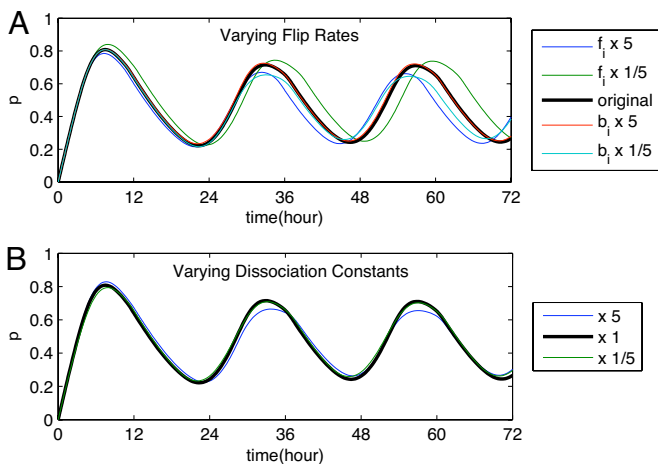 A
Varying Flip Rates
1
0.8
0.6
0.4
0.2
0
p
0 12 24 36 48 60 72
time(hour)
f_i x 5
f_i x 1/5
original
b_i x 5
b_i x 1/5
B
Varying Dissociation Constants
1
0.8
0.6
0.4
0.2
0
p
0 12 24 36 48 60 72
time(hour)
x 5
x 1
x 1/5